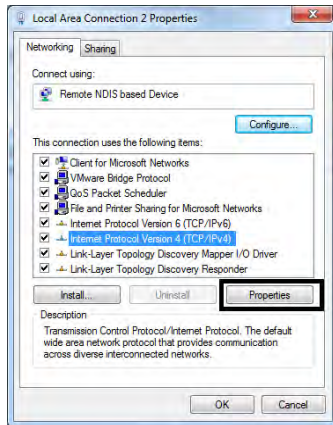 Local Area Connection 2 Properties
Networking Sharing
Connect using:
Remote NDIS based Device
Configure...
This connection uses the following items:
Client for Microsoft Networks
VMware Bridge Protocol
QoS Packet Scheduler
File and Printer Sharing for Microsoft Networks
Internet Protocol Version 6 (TCP/IPv6)
Internet Protocol Version 4 (TCP/IPv4)
Link-Layer Topology Discovery Mapper I/O Driver
Link-Layer Topology Discovery Responder
Install... Uninstall Properties
Description
Transmission Control Protocol/Internet Protocol. The default
wide area network protocol that provides communication
across diverse interconnected networks.
OK Cancel